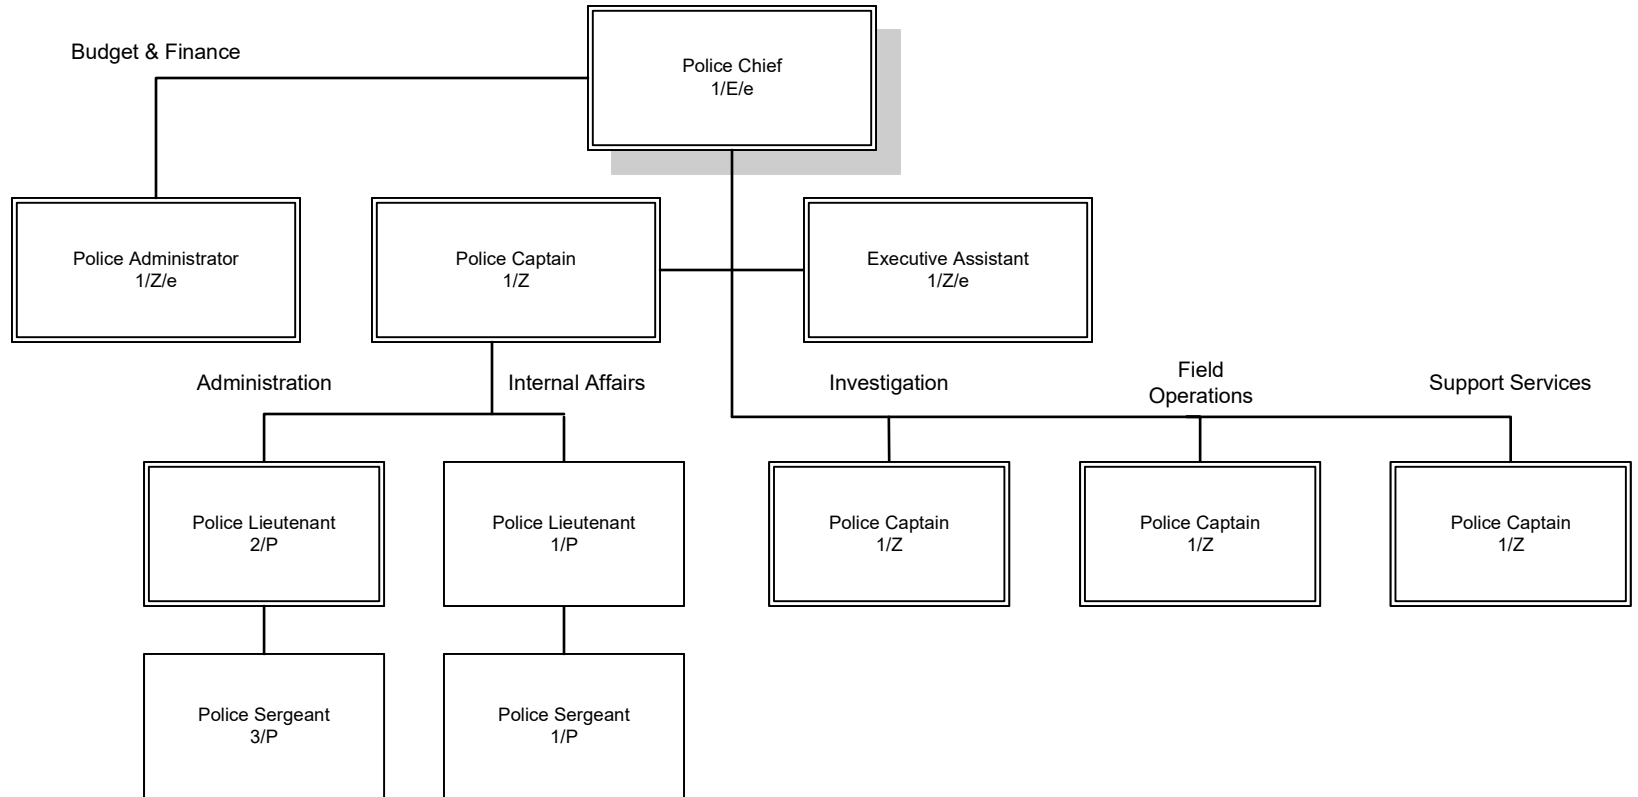 Budget & Finance
Police Chief
1/E/e
Police Administrator
1/Z/e
Police Captain
1/Z
Executive Assistant
1/Z/e
Administration
Internal Affairs
Investigation
Field
Operations
Support Services
Police Lieutenant
2/P
Police Lieutenant
1/P
Police Captain
1/Z
Police Captain
1/Z
Police Captain
1/Z
Police Sergeant
3/P
Police Sergeant
1/P